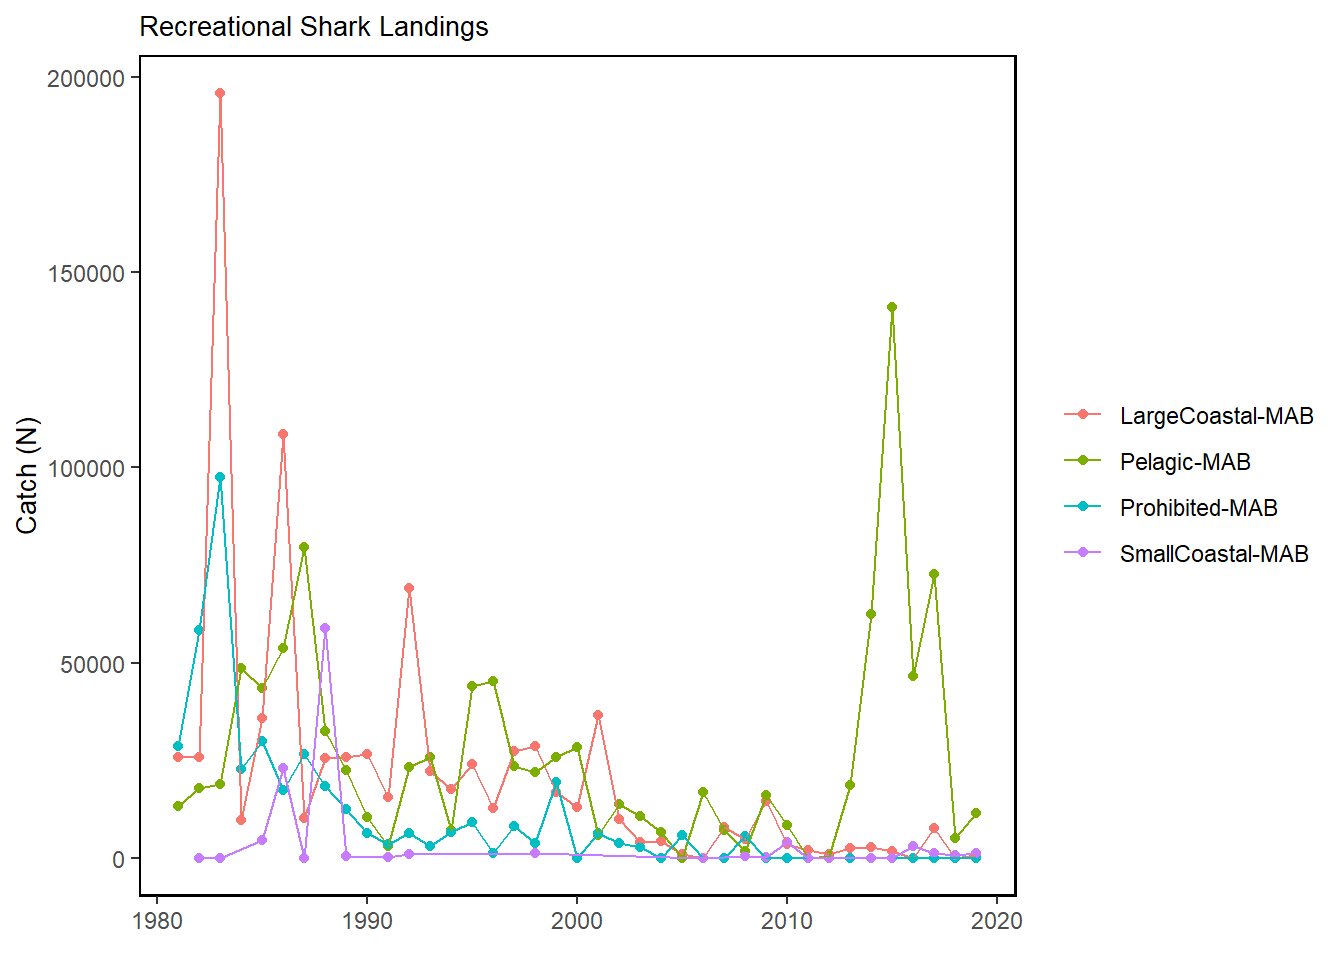 Recreational Shark Landings
200000
150000
100000
50000
0
Catch (N)
1980 1990 2000 2010 2020
LargeCoastal-MAB
Pelagic-MAB
Prohibited-MAB
SmallCoastal-MAB